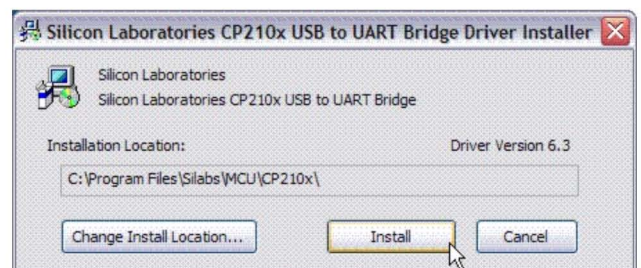 Silicon Laboratories CP210x USB to UART Bridge Driver Installer
Silicon Laboratories
Silicon Laboratories CP210x USB to UART Bridge
Installation Location: Driver Version 6.3
C:\Program Files\Silabs\MCU\CP210x\
Change Install Location... Install Cancel